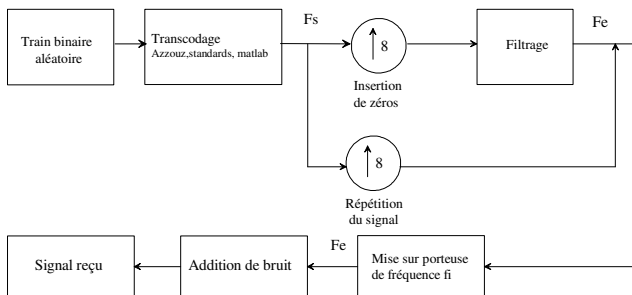 Train binaire
aléatoire
Transcodage
Azzouz,standards, matlab
Fs
8
Insertion
de zéros
Filtrage
Fe
8
Répétition
du signal
Signal reçu
Addition de bruit
Fe
Mise sur porteuse
de fréquence fi